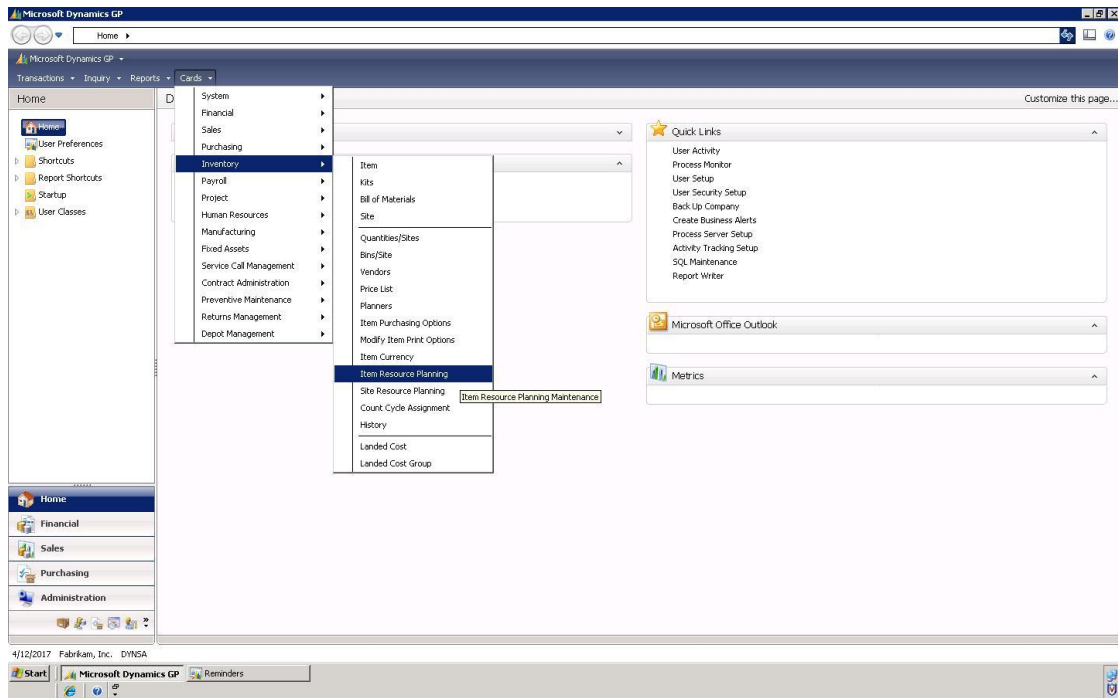 Microsoft Dynamics GP
Home
Microsoft Dynamics GP
Transactions Inquiry Reports Cards
Home
D
Customize this page...
Home
User Preferences
Shortcuts
Report Shortcuts
Startup
User Classes
System
Financial
Sales
Purchasing
Inventory
Payroll
Project
Human Resources
Manufacturing
Fixed Assets
Service Call Management
Contract Administration
Preventive Maintenance
Returns Management
Depot Management
Item
Kits
Bill of Materials
Site
Quantities/Sites
Bins/Site
Vendors
Price List
Planners
Item Purchasing Options
Modify Item Print Options
Item Currency
Item Resource Planning
Site Resource Planning
Item Resource Planning Maintenance
Count Cycle Assignment
History
Landed Cost
Landed Cost Group
Quick Links
User Activity
Process Monitor
User Setup
User Security Setup
Back Up Company
Create Business Alerts
Process Server Setup
Activity Tracking Setup
SQL Maintenance
Report Writer
Microsoft Office Outlook
Metrics
Home
Financial
Sales
Purchasing
Administration
4/12/2017 Fabrikam, Inc. DYNSA
Start Microsoft Dynamics GP Reminders